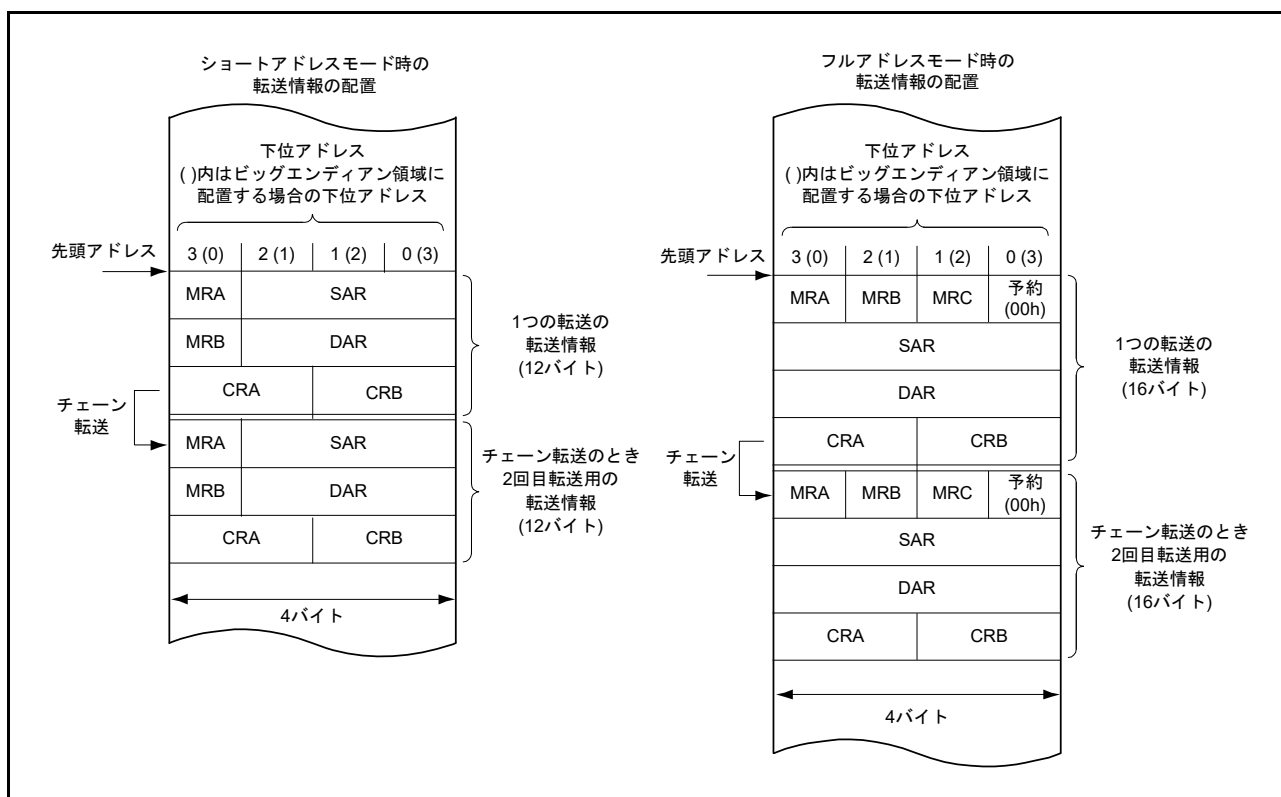 ショートアドレスモード時の
転送情報の配置
下位アドレス
( )内はビッグエンディアン領域に
配置する場合の下位アドレス
先頭アドレス
3 (0) 2 (1) 1 (2) 0 (3)
MRA SAR
MRB DAR
CRA CRB
1つの転送の
転送情報
(12バイト)
チェーン
転送
MRA SAR
MRB DAR
CRA CRB
チェーン転送のとき
2回目転送用の
転送情報
(12バイト)
4バイト
フルアドレスモード時の
転送情報の配置
下位アドレス
( )内はビッグエンディアン領域に
配置する場合の下位アドレス
先頭アドレス
3 (0) 2 (1) 1 (2) 0 (3)
MRA MRB MRC 予約
(00h)
SAR
DAR
CRA CRB
1つの転送の
転送情報
(16バイト)
チェーン
転送
MRA MRB MRC 予約
(00h)
SAR
DAR
CRA CRB
チェーン転送のとき
2回目転送用の
転送情報
(16バイト)
4バイト